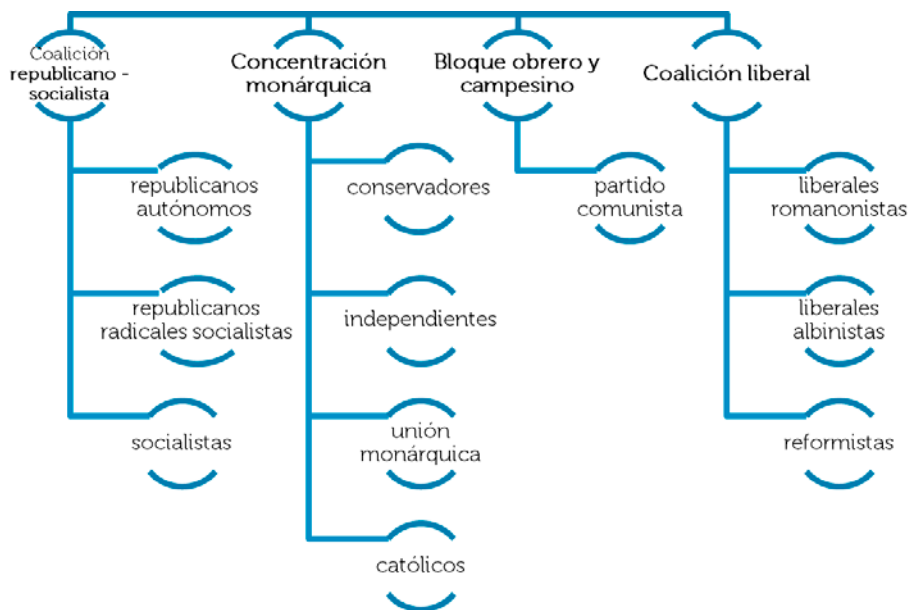 Coalición
republicano -
socialista
Concentración
monárquica
Bloque obrero y
campesino
Coalición liberal
republicanos
autónomos
republicanos
radicales socialistas
socialistas
conservadores
independientes
unión
monárquica
católicos
partido
comunista
liberales
romanonistas
liberales
albinistas
reformistas